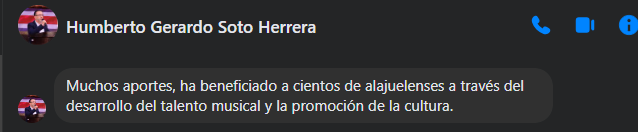 Humberto Gerardo Soto Herrera
Muchos aportes, ha beneficiado a cientos de alajuelenses a través del
desarrollo del talento musical y la promoción de la cultura.